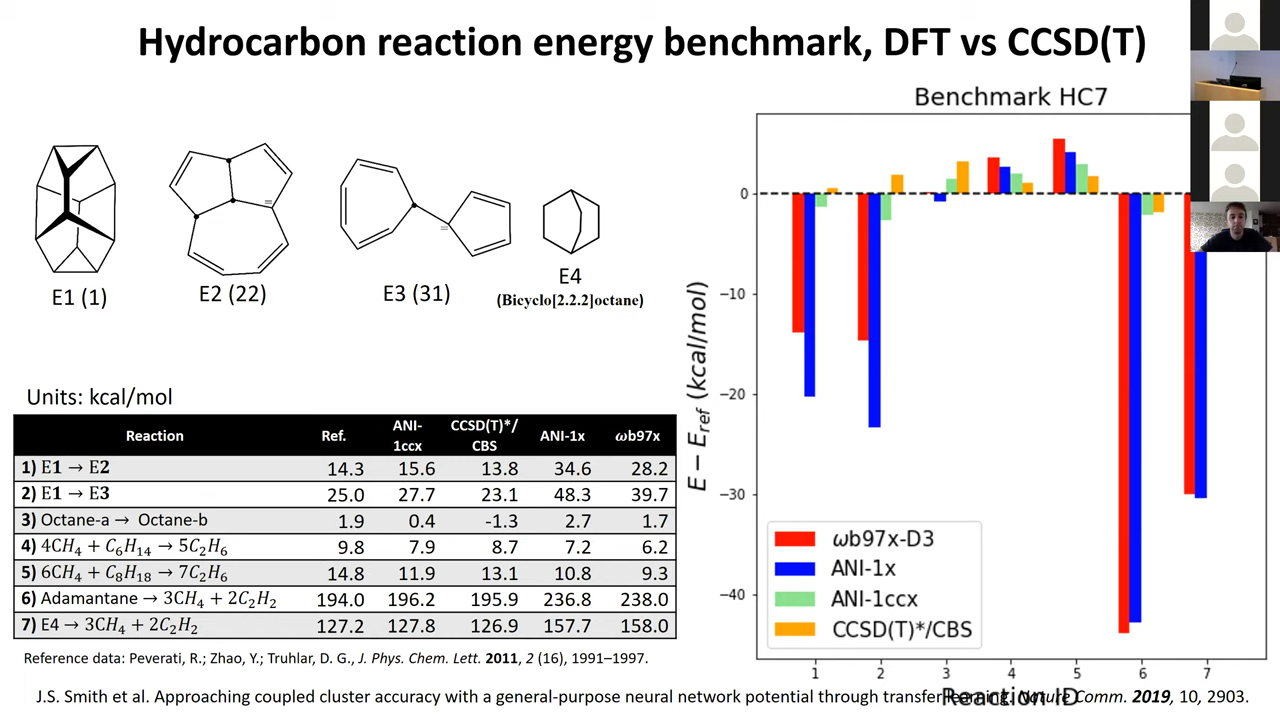 Hydrocarbon reaction energy benchmark, DFT vs CCSD(T)
E1 (1)
E2 (22)
E3 (31)
E4
(Bicyclo[2.2.2]octane)
Units: kcal/mol
Reaction Ref. ANI-1ccx CCSD(T)*/CBS ANI-1x ωb97x
1) E1 → E2 14.3 15.6 13.8 34.6 28.2
2) E1 → E3 25.0 27.7 23.1 48.3 39.7
3) Octane-a → Octane-b 1.9 0.4 -1.3 2.7 1.7
4) 4CH₄ + C₆H₁₄ → 5C₂H₆ 9.8 7.9 8.7 7.2 6.2
5) 6CH₄ + C₈H₁₈ → 7C₂H₆ 14.8 11.9 13.1 10.8 9.3
6) Adamantane → 3CH₄ + 2C₂H₂ 194.0 196.2 195.9 236.8 238.0
7) E4 → 3CH₄ + 2C₂H₂ 127.2 127.8 126.9 157.7 158.0
Reference data: Peverati, R.; Zhao, Y.; Truhlar, D. G., J. Phys. Chem. Lett. 2011, 2 (16), 1991–1997.
Benchmark HC7
E − E_ref (kcal/mol)
0
−10
−20
−30
−40
ωb97x-D3
ANI-1x
ANI-1ccx
CCSD(T)*/CBS
1 2 3 4 5 6 7
Reaction ID
J.S. Smith et al. Approaching coupled cluster accuracy with a general-purpose neural network potential through transfer learning. Nature Comm. 2019, 10, 2903.